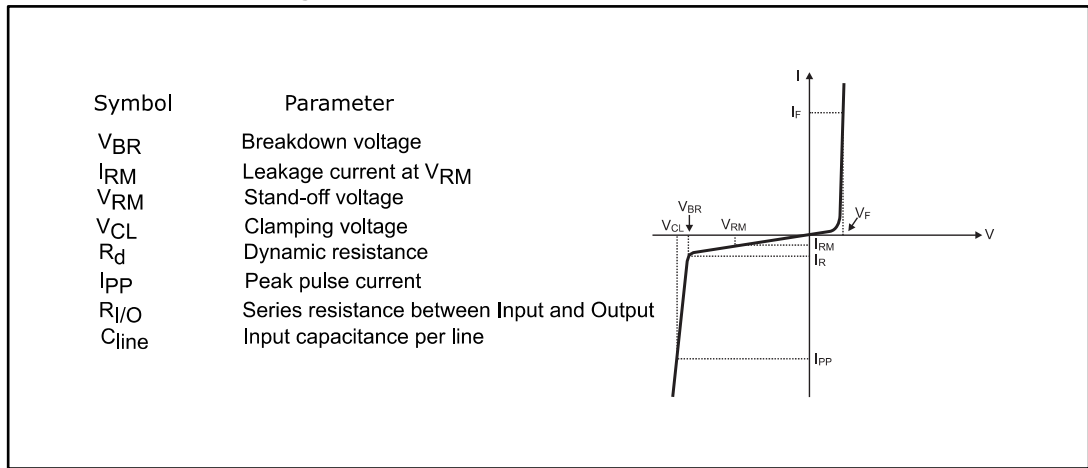 Symbol Parameter
VBR Breakdown voltage
IRM Leakage current at VRM
VRM Stand-off voltage
VCL Clamping voltage
Rd Dynamic resistance
IPP Peak pulse current
RI/O Series resistance between Input and Output
Cline Input capacitance per line
I
IF
VF
VBR
VCL
VRM
V
IRM
IR
IPP